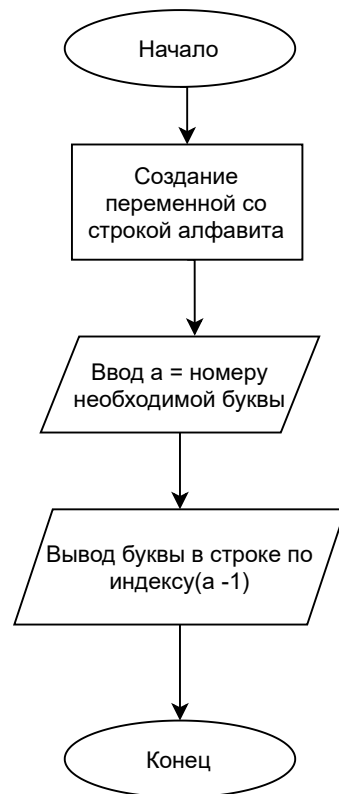 Начало
Создание
переменной со
строкой алфавита
Ввод a = номеру
необходимой буквы
Вывод буквы в строке по
индексу(a -1)
Конец